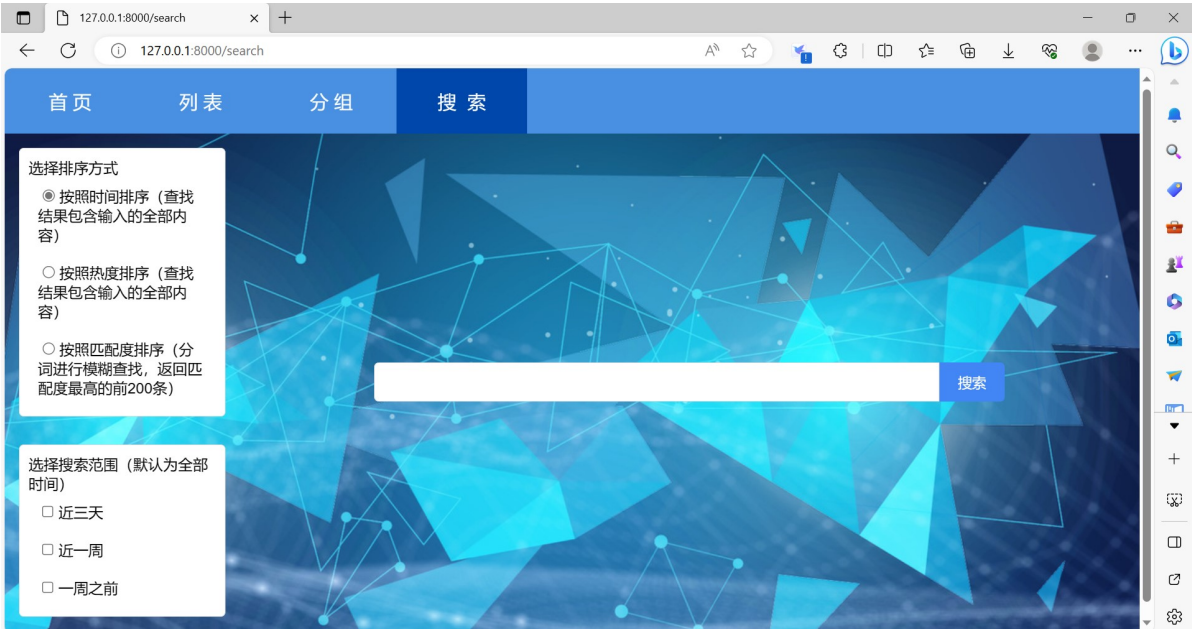 127.0.0.1:8000/search
127.0.0.1:8000/search
首页 列表 分组 搜索
选择排序方式
按照时间排序（查找
结果包含输入的全部内
容）
按照热度排序（查找
结果包含输入的全部内
容）
按照匹配度排序（分
词进行模糊查找，返回匹
配度最高的前200条）
搜索
选择搜索范围（默认为全部
时间）
近三天
近一周
一周之前